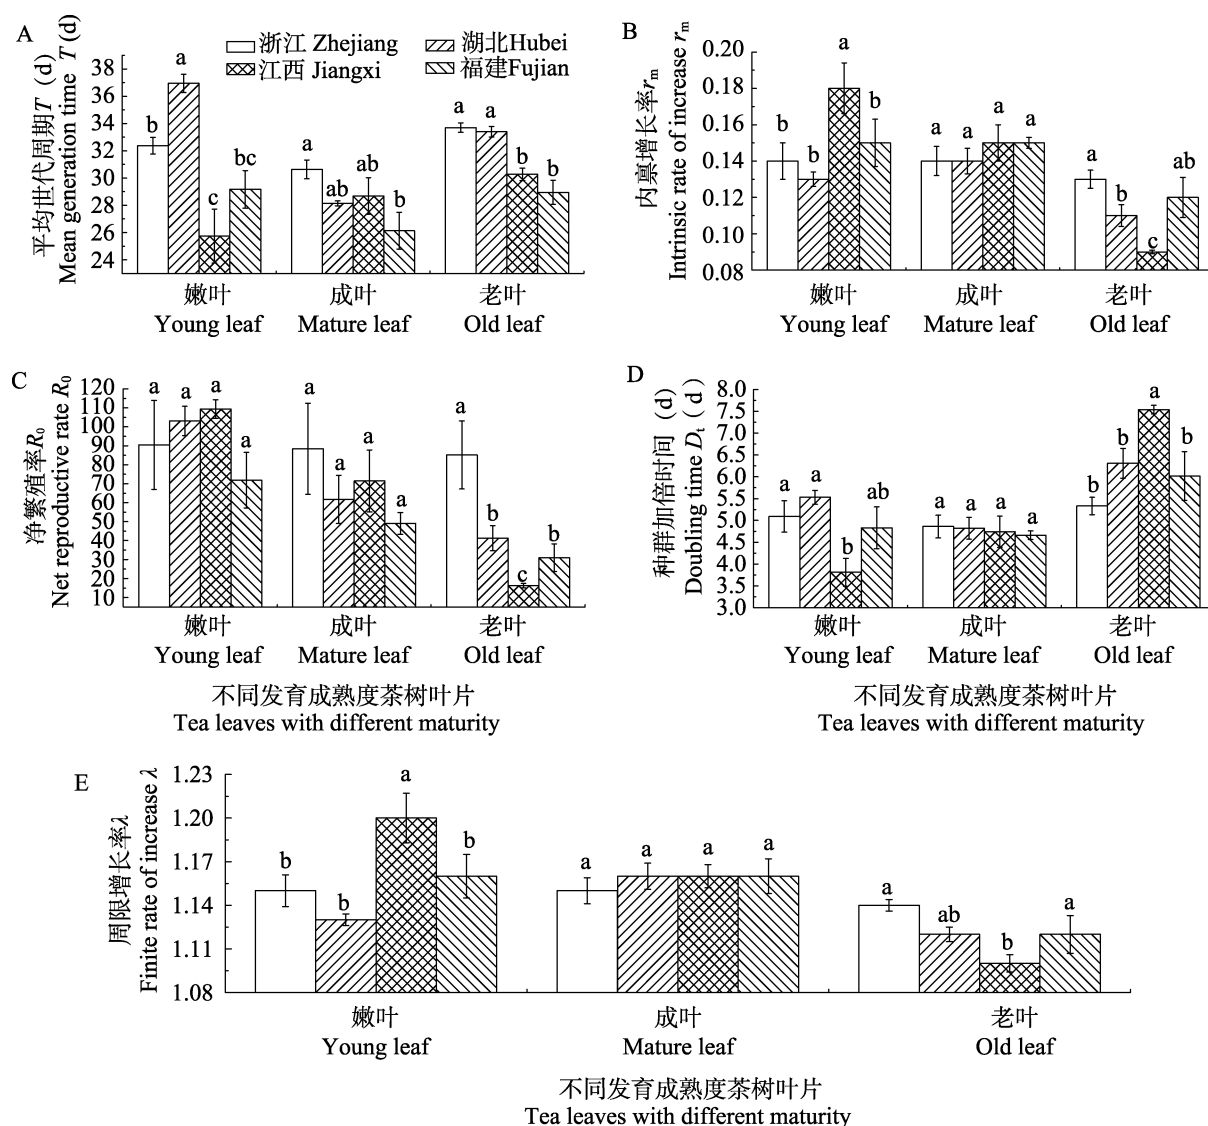 A
浙江 Zhejiang
湖北Hubei
江西 Jiangxi
福建Fujian
平均世代周期T (d)
Mean generation time T (d)
38
36
34
32
30
28
26
24
b
a
c
bc
a
ab
ab
b
a
a
b
b
嫩叶
成叶
老叶
Young leaf
Mature leaf
Old leaf
B
内禀增长率rm
Intrinsic rate of increase rm
0.20
0.18
0.16
0.14
0.12
0.10
0.08
b
b
a
b
a
a
a
a
a
b
c
ab
嫩叶
成叶
老叶
Young leaf
Mature leaf
Old leaf
C
净繁殖率R0
Net reproductive rate R0
120
110
100
90
80
70
60
50
40
30
20
10
a
a
a
a
a
a
a
a
a
b
c
b
嫩叶
成叶
老叶
Young leaf
Mature leaf
Old leaf
不同发育成熟度茶树叶片
Tea leaves with different maturity
D
种群加倍时间 (d)
Doubling time Dt (d)
8.0
7.5
7.0
6.5
6.0
5.5
5.0
4.5
4.0
3.5
3.0
a
a
b
ab
a
a
a
a
b
b
a
b
嫩叶
成叶
老叶
Young leaf
Mature leaf
Old leaf
不同发育成熟度茶树叶片
Tea leaves with different maturity
E
周限增长率λ
Finite rate of increase λ
1.23
1.20
1.17
1.14
1.11
1.08
b
b
a
b
a
a
a
a
a
ab
b
a
嫩叶
成叶
老叶
Young leaf
Mature leaf
Old leaf
不同发育成熟度茶树叶片
Tea leaves with different maturity